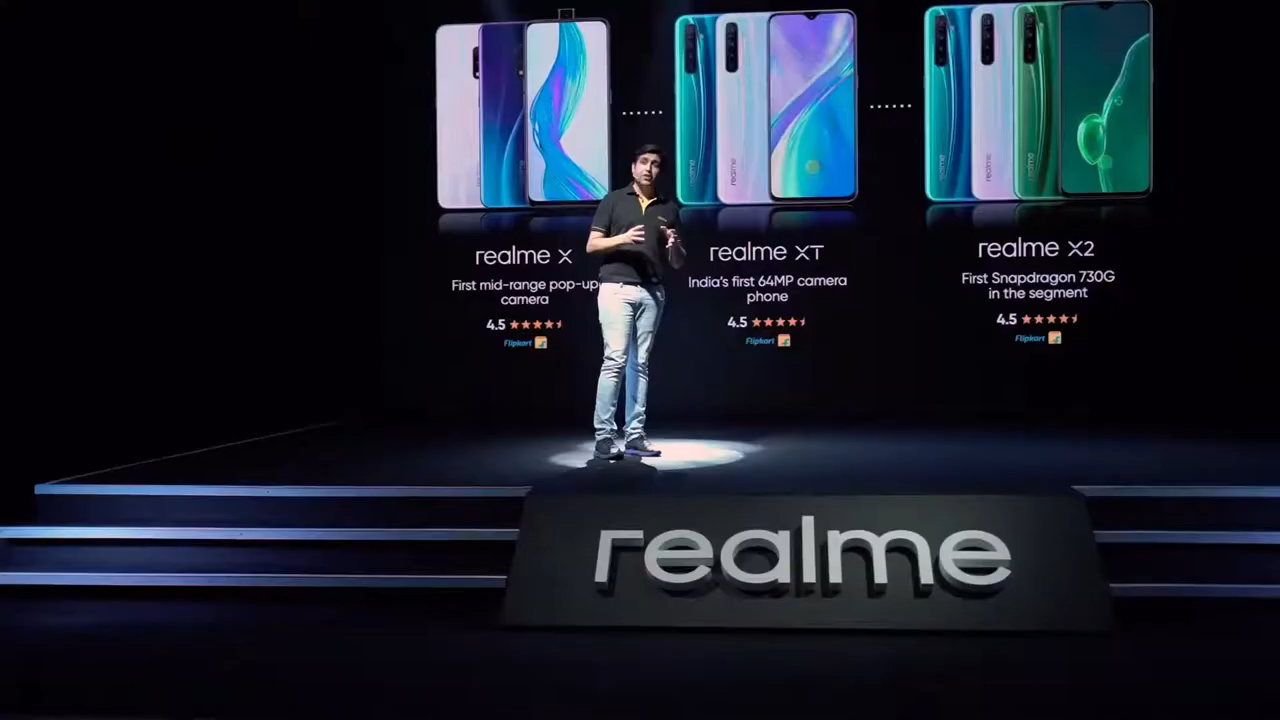 realme X
First mid-range pop-up
camera
4.5
Flipkart
realme XT
India's first 64MP camera
phone
4.5
Flipkart
realme X2
First Snapdragon 730G
in the segment
4.5
Flipkart
realme